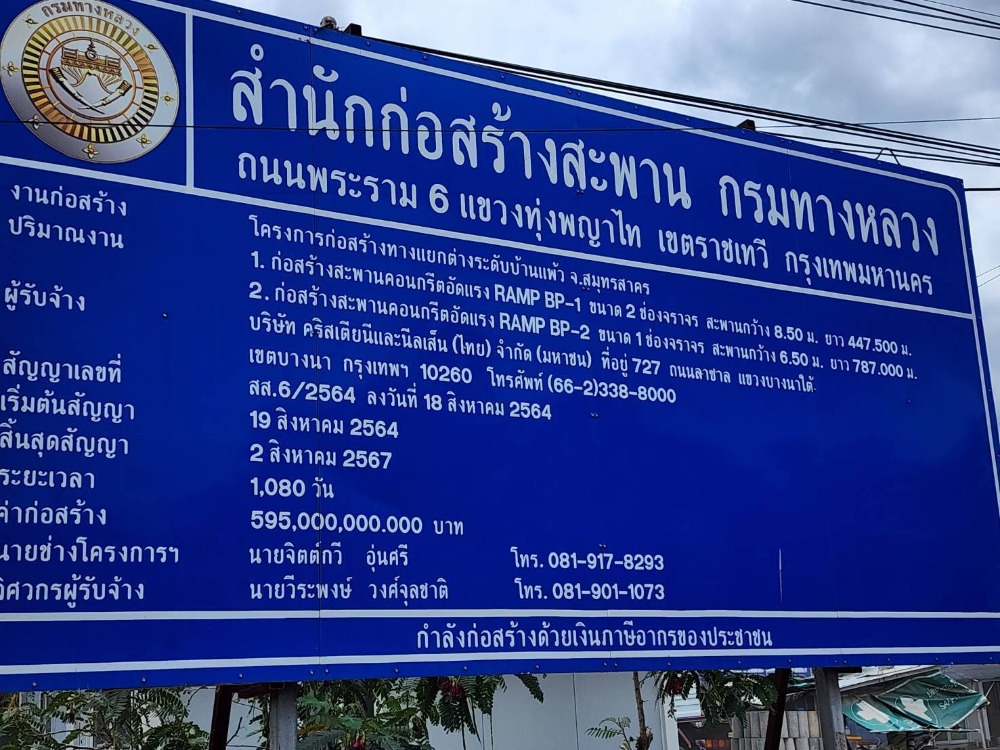 กรมทางหลวง
สำนักก่อสร้างสะพาน กรมทางหลวง
ถนนพระราม 6 แขวงทุ่งพญาไท เขตราชเทวี กรุงเทพมหานคร
งานก่อสร้าง โครงการก่อสร้างทางแยกต่างระดับบ้านแพ้ว จ.สมุทรสาคร
ปริมาณงาน 1. ก่อสร้างสะพานคอนกรีตอัดแรง RAMP BP-1 ขนาด 2 ช่องจราจร สะพานกว้าง 8.50 ม. ยาว 447.500 ม.
2. ก่อสร้างสะพานคอนกรีตอัดแรง RAMP BP-2 ขนาด 1 ช่องจราจร สะพานกว้าง 6.50 ม. ยาว 787.000 ม.
ผู้รับจ้าง บริษัท คริสเตียนีและนีลเส็น (ไทย) จำกัด (มหาชน) ที่อยู่ 727 ถนนลาซาล แขวงบางนาใต้
เขตบางนา กรุงเทพฯ 10260 โทรศัพท์ (66-2)338-8000
สัญญาเลขที่ สส.6/2564 ลงวันที่ 18 สิงหาคม 2564
เริ่มต้นสัญญา 19 สิงหาคม 2564
สิ้นสุดสัญญา 2 สิงหาคม 2567
ระยะเวลา 1,080 วัน
ค่าก่อสร้าง 595,000,000.000 บาท
นายช่างโครงการฯ นายจิตต์กวี อุ่นศรี โทร. 081-917-8293
วิศวกรผู้รับจ้าง นายวีระพงษ์ วงศ์จุลชาติ โทร. 081-901-1073
กำลังก่อสร้างด้วยเงินภาษีอากรของประชาชน